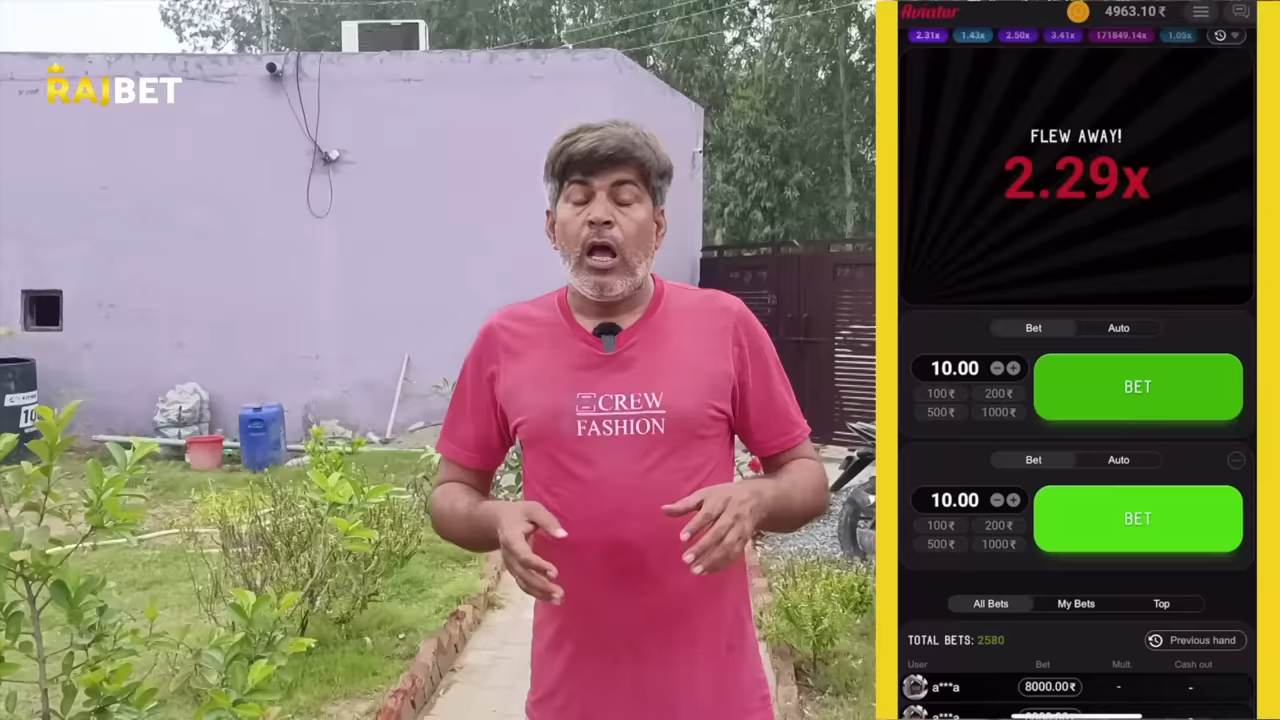 RAJBET
CREW
FASHION
10
Aviator
4963.10 ₹
2.31x 1.43x 2.50x 3.41x 171849.14x 1.05x
FLEW AWAY!
2.29x
Bet Auto
10.00
100₹ 200₹
500₹ 1000₹
BET
Bet Auto
10.00
100₹ 200₹
500₹ 1000₹
BET
All Bets My Bets Top
TOTAL BETS: 2580
Previous hand
User Bet Mult. Cash out
a***a 8000.00₹ - -
a***a